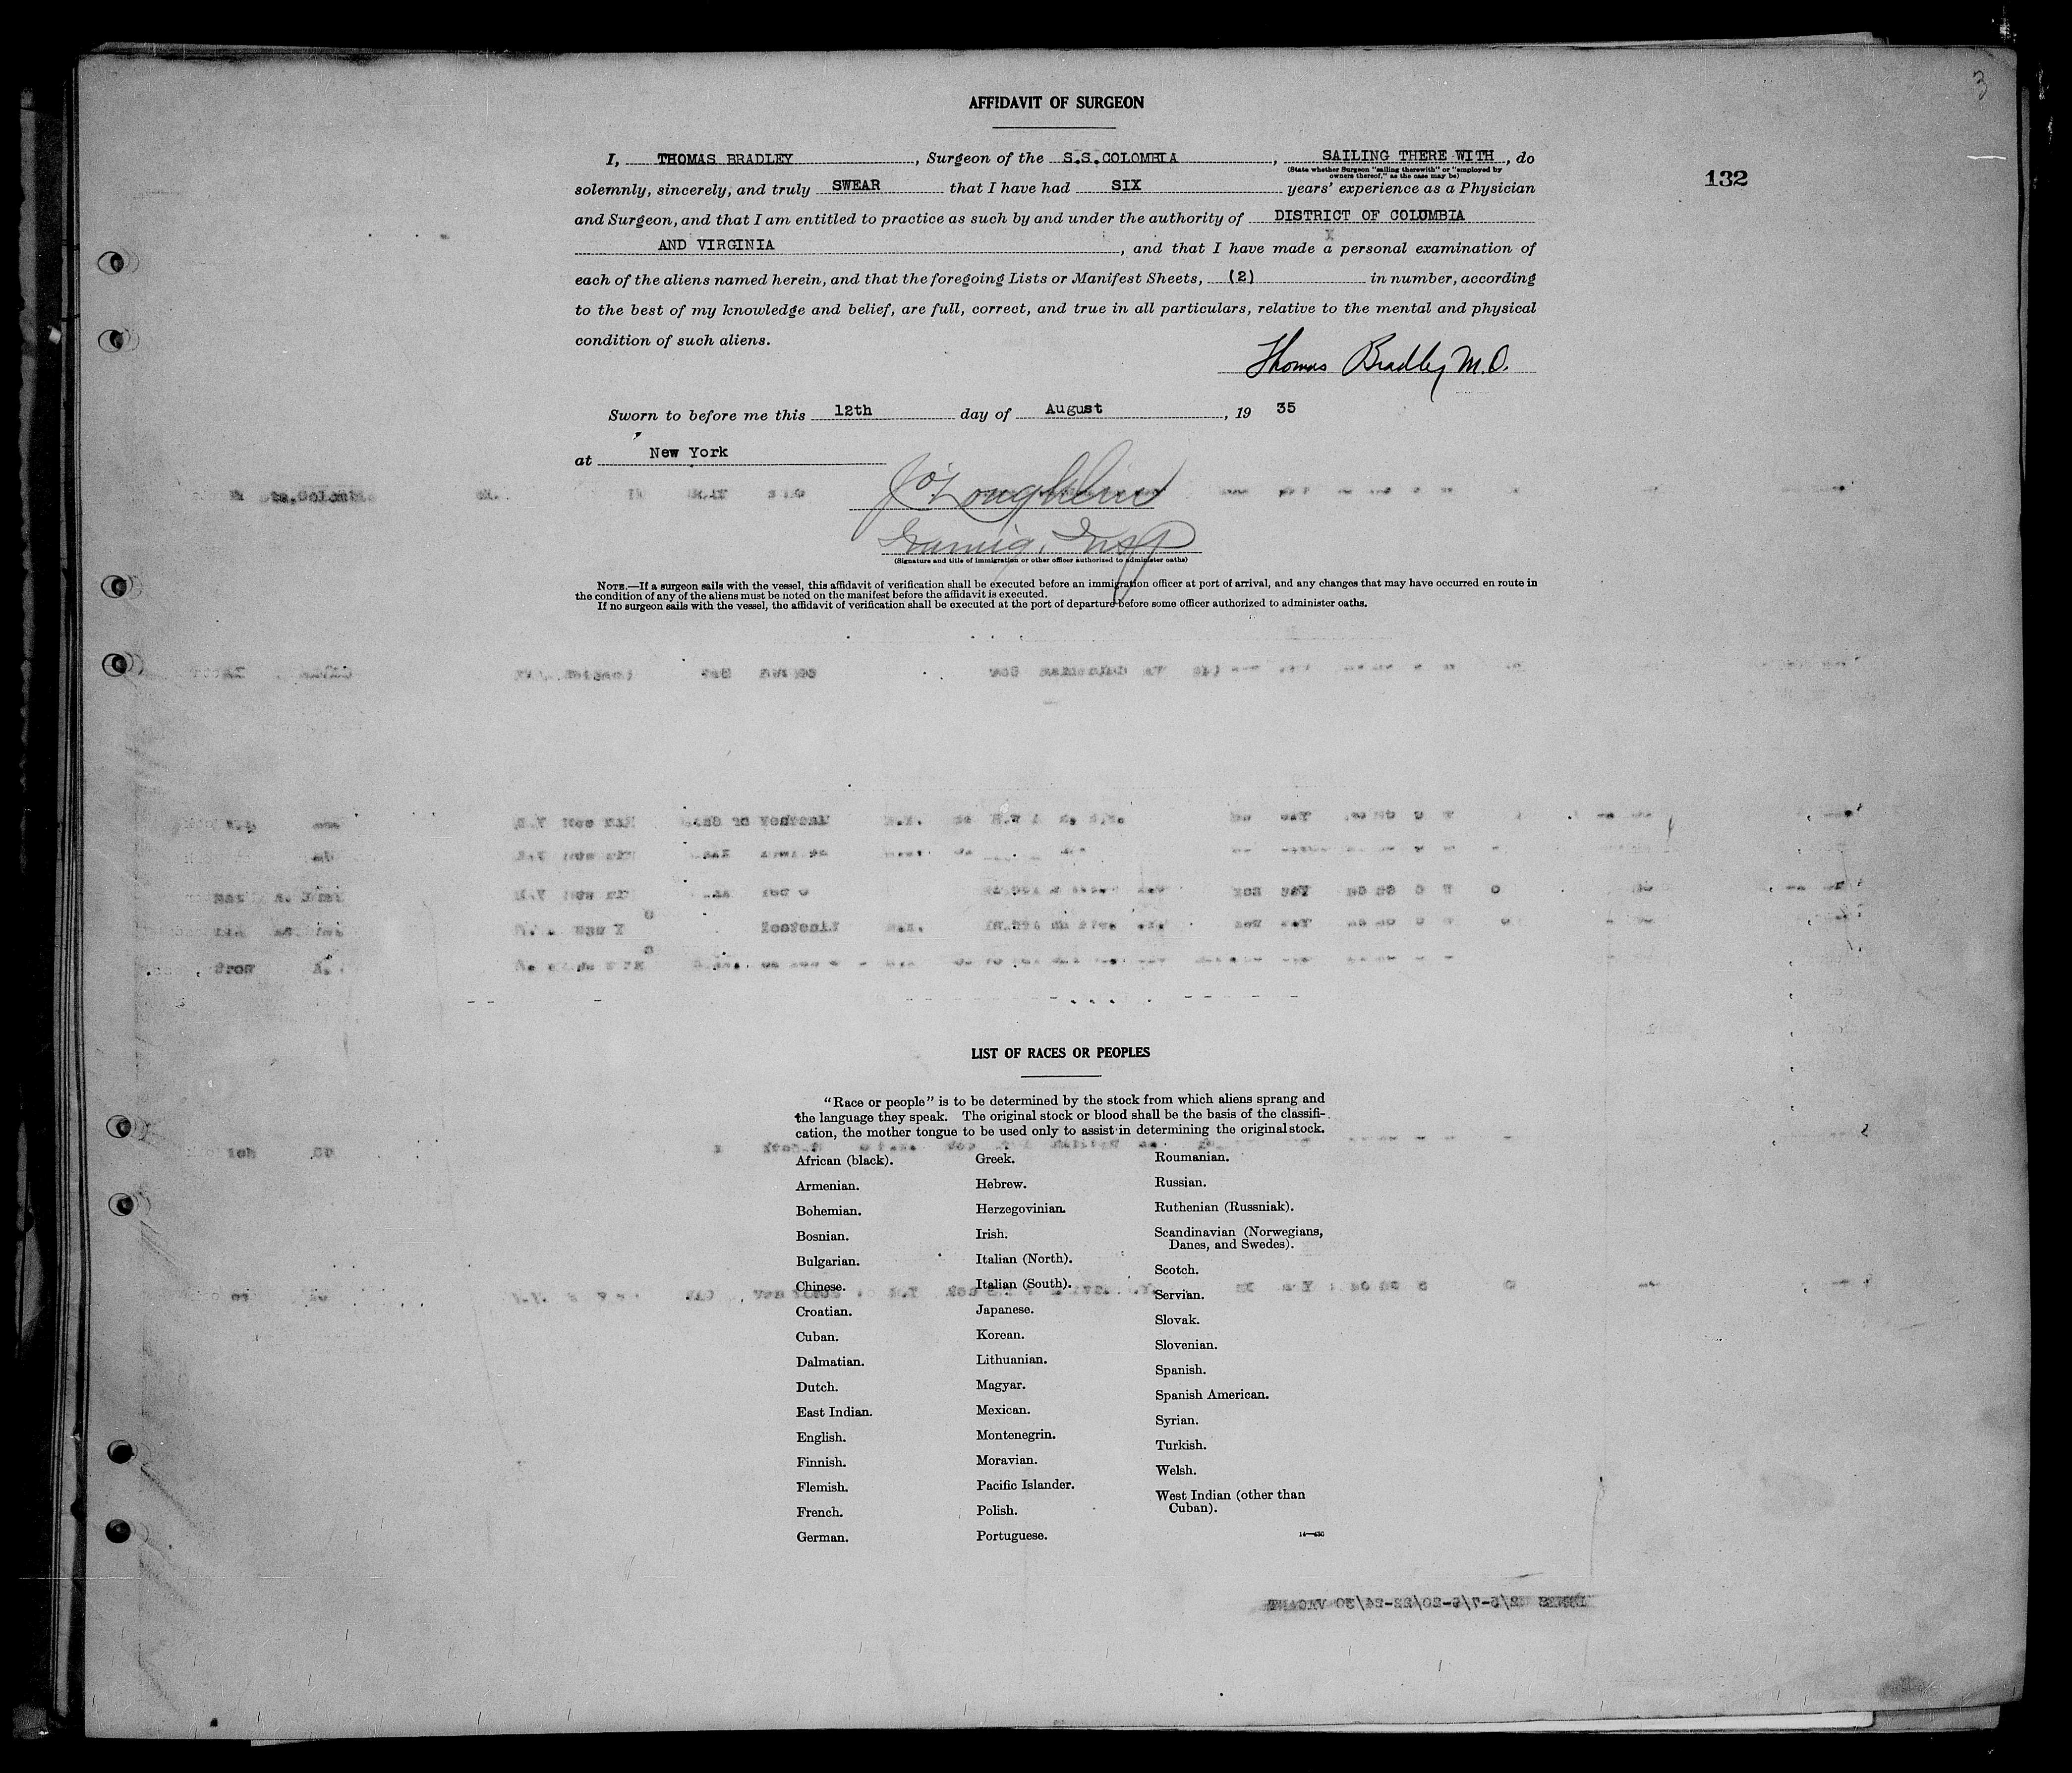 3
AFFIDAVIT OF SURGEON
132
I, THOMAS BRADLEY, Surgeon of the S.S.COLOMBIA, SAILING THERE WITH, do
(State whether Surgeon "sailing therewith" or "employed by
owners thereof," as the case may be)
solemnly, sincerely, and truly SWEAR that I have had SIX years' experience as a Physician
and Surgeon, and that I am entitled to practice as such by and under the authority of DISTRICT OF COLUMBIA
AND VIRGINIA, and that I have made a personal examination of
each of the aliens named herein, and that the foregoing Lists or Manifest Sheets, (2) in number, according
to the best of my knowledge and belief, are full, correct, and true in all particulars, relative to the mental and physical
condition of such aliens.
Thomas Bradley M.D.
Sworn to before me this 12th day of August, 19 35
at New York
J O'Loughlin
Immig. Insp
(Signature and title of immigration or other officer authorized to administer oaths)
NOTE.—If a surgeon sails with the vessel, this affidavit of verification shall be executed before an immigration officer at port of arrival, and any changes that may have occurred en route in
the condition of any of the aliens must be noted on the manifest before the affidavit is executed.
If no surgeon sails with the vessel, the affidavit of verification shall be executed at the port of departure before some officer authorized to administer oaths.
LIST OF RACES OR PEOPLES
"Race or people" is to be determined by the stock from which aliens sprang and
the language they speak. The original stock or blood shall be the basis of the classifi-
cation, the mother tongue to be used only to assist in determining the original stock.
African (black).
Armenian.
Bohemian.
Bosnian.
Bulgarian.
Chinese.
Croatian.
Cuban.
Dalmatian.
Dutch.
East Indian.
English.
Finnish.
Flemish.
French.
German.
Greek.
Hebrew.
Herzegovinian.
Irish.
Italian (North).
Italian (South).
Japanese.
Korean.
Lithuanian.
Magyar.
Mexican.
Montenegrin.
Moravian.
Pacific Islander.
Polish.
Portuguese.
Roumanian.
Russian.
Ruthenian (Russniak).
Scandinavian (Norwegians,
Danes, and Swedes).
Scotch.
Servian.
Slovak.
Slovenian.
Spanish.
Spanish American.
Syrian.
Turkish.
Welsh.
West Indian (other than
Cuban).